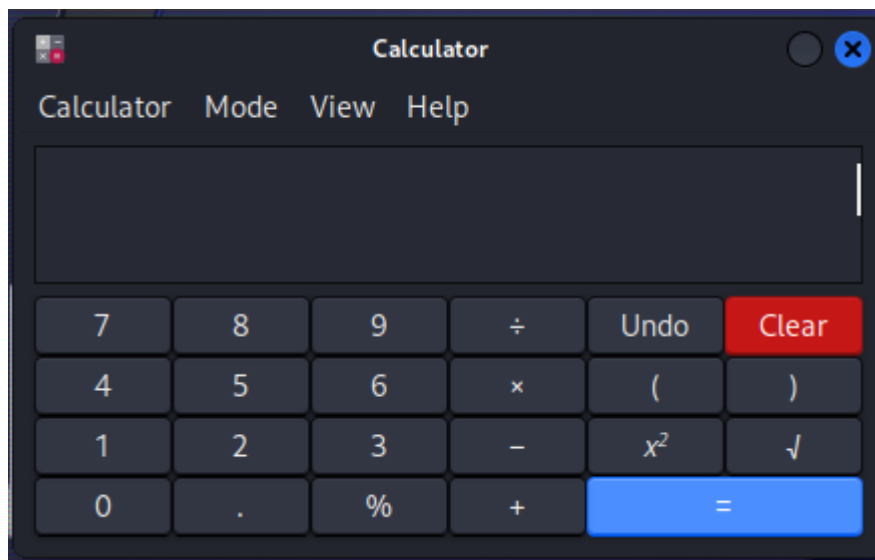 Calculator
Calculator Mode View Help
7 8 9 ÷ Undo Clear
4 5 6 × ( )
1 2 3 − x² √
0 . % + =